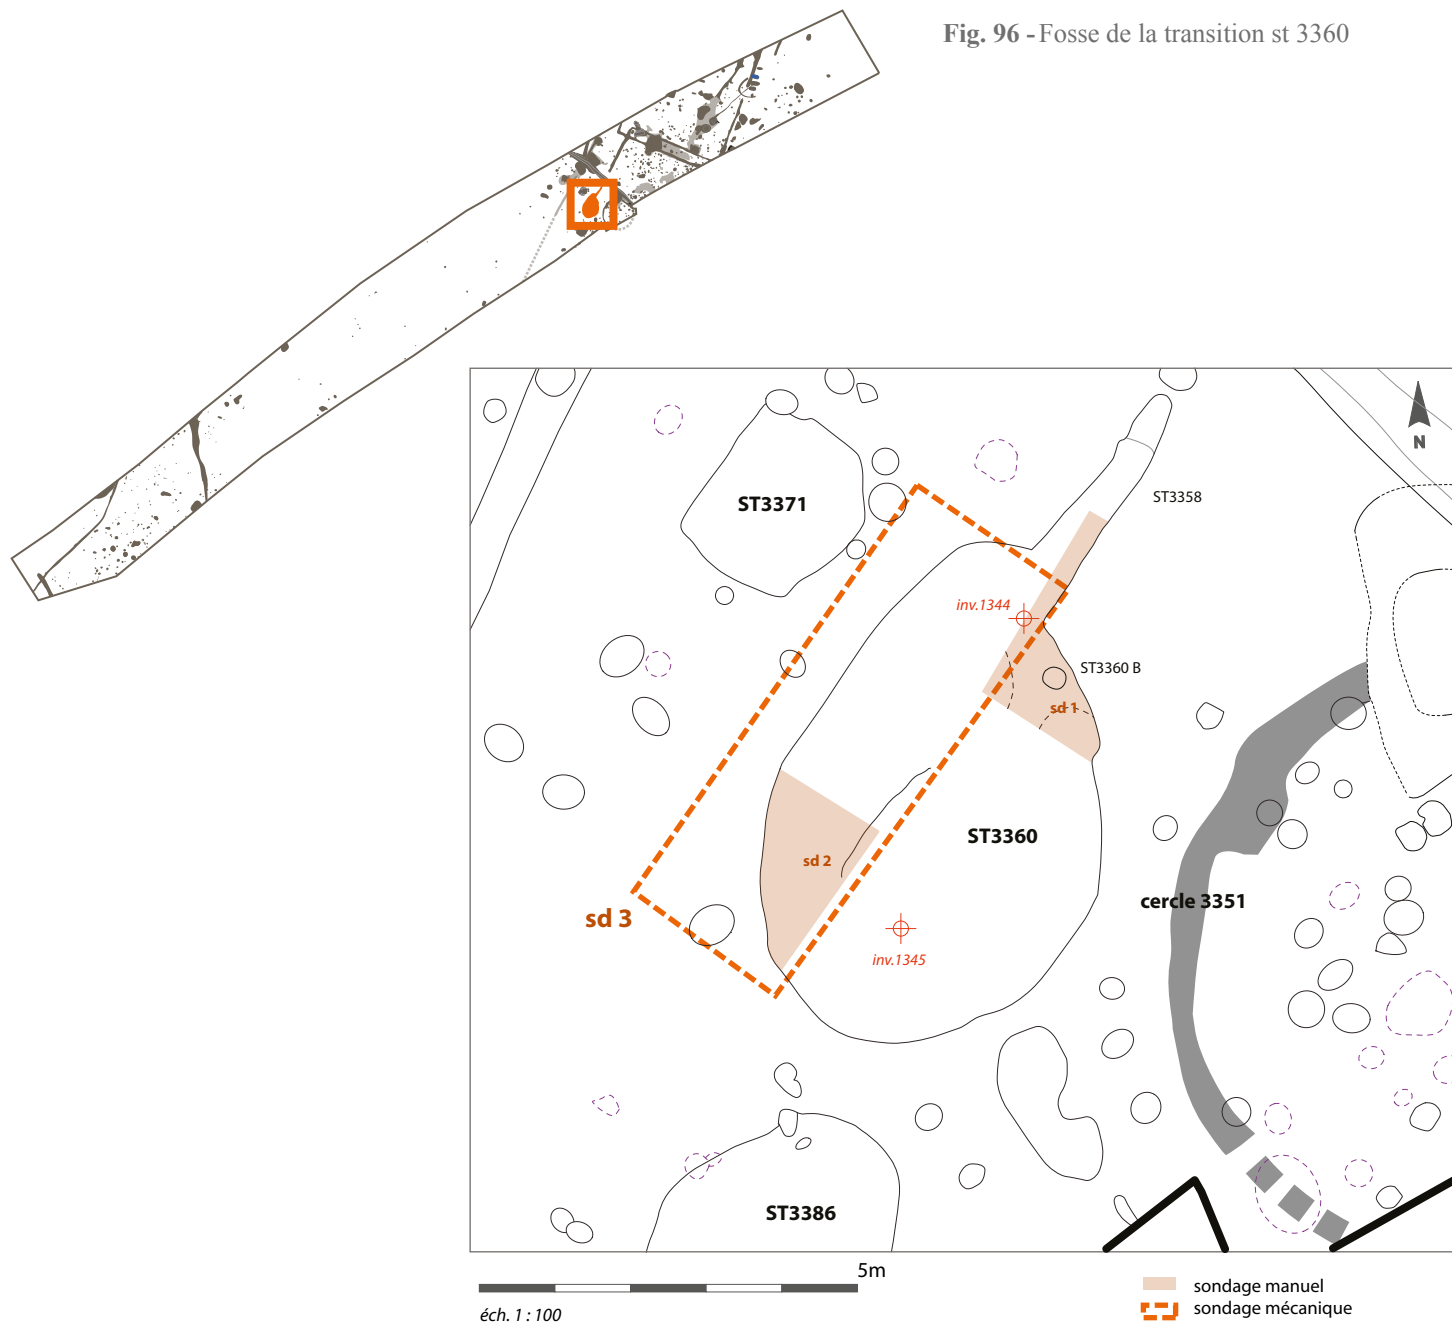 Fig. 96 - Fosse de la transition st 3360
N
ST3371
ST3358
inv.1344
ST3360 B
sd 1
ST3360
sd 2
cercle 3351
sd 3
inv.1345
ST3386
5m
éch. 1 : 100
sondage manuel
sondage mécanique